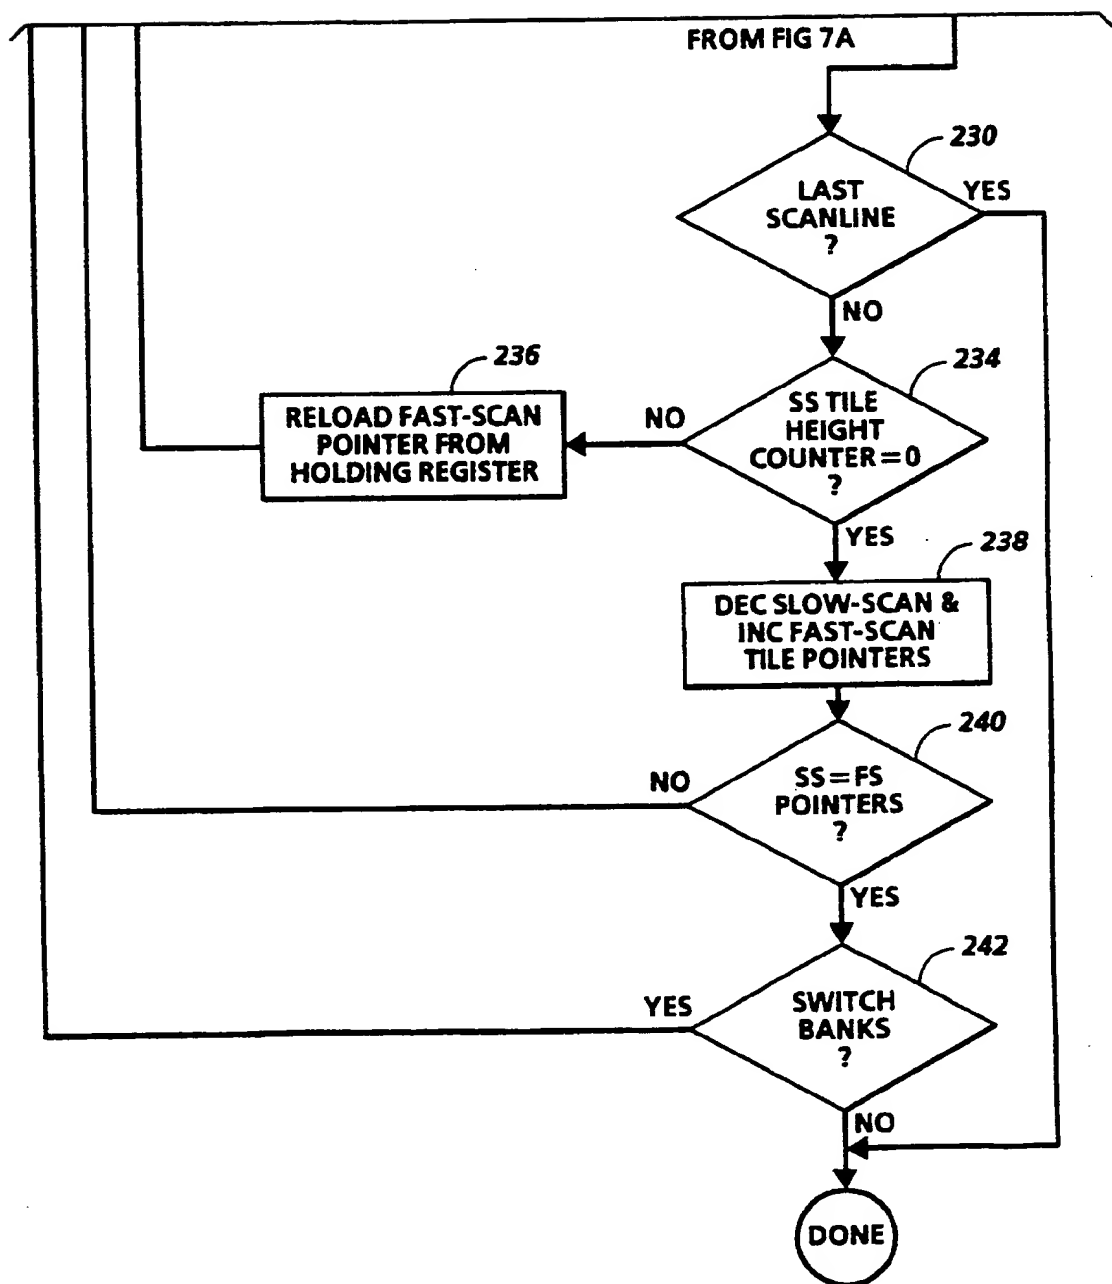 FROM FIG 7A
230
LAST
SCANLINE
?
YES
NO
236
234
RELOAD FAST-SCAN
POINTER FROM
HOLDING REGISTER
NO
SS TILE
HEIGHT
COUNTER=0
?
YES
238
DEC SLOW-SCAN &
INC FAST-SCAN
TILE POINTERS
240
NO
SS=FS
POINTERS
?
YES
242
YES
SWITCH
BANKS
?
NO
DONE